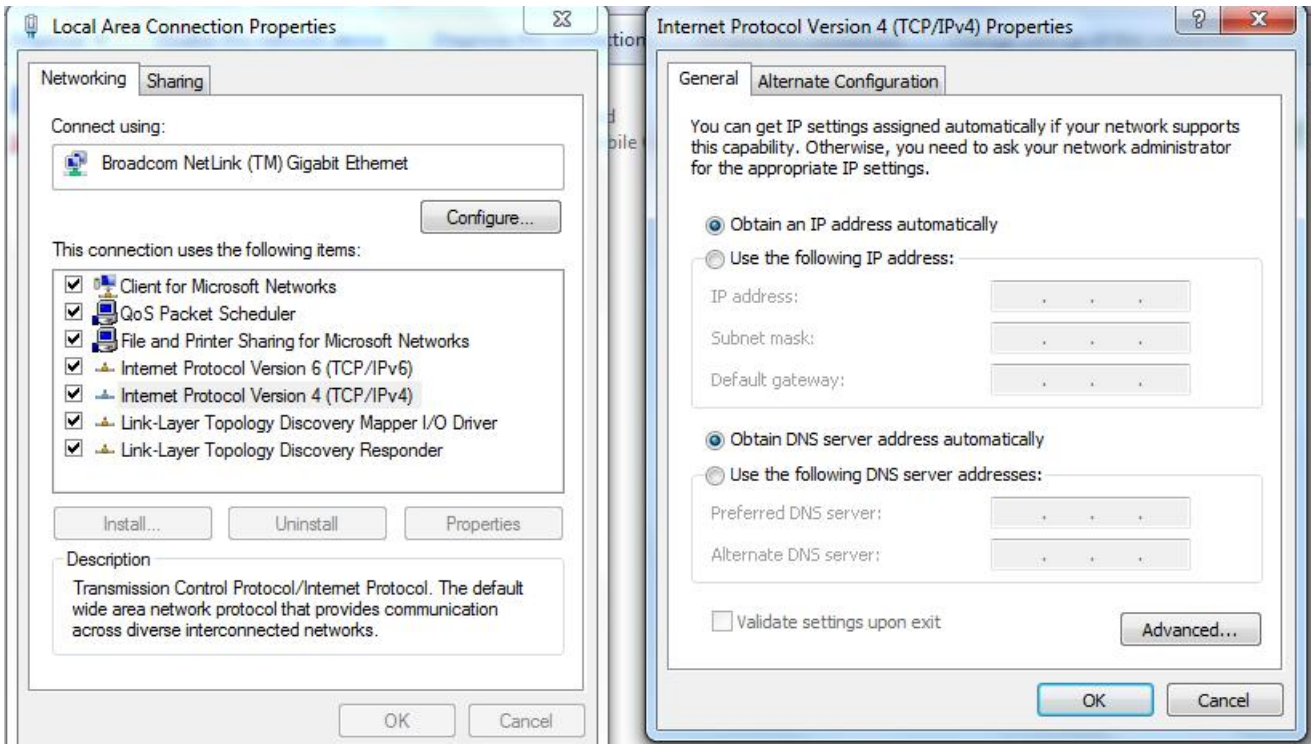 Local Area Connection Properties
Networking
Sharing
Connect using:
Broadcom NetLink (TM) Gigabit Ethernet
Configure...
This connection uses the following items:
Client for Microsoft Networks
QoS Packet Scheduler
File and Printer Sharing for Microsoft Networks
Internet Protocol Version 6 (TCP/IPv6)
Internet Protocol Version 4 (TCP/IPv4)
Link-Layer Topology Discovery Mapper I/O Driver
Link-Layer Topology Discovery Responder
Install...
Uninstall
Properties
Description
Transmission Control Protocol/Internet Protocol. The default
wide area network protocol that provides communication
across diverse interconnected networks.
OK
Cancel
Internet Protocol Version 4 (TCP/IPv4) Properties
General
Alternate Configuration
You can get IP settings assigned automatically if your network supports
this capability. Otherwise, you need to ask your network administrator
for the appropriate IP settings.
Obtain an IP address automatically
Use the following IP address:
IP address:
Subnet mask:
Default gateway:
Obtain DNS server address automatically
Use the following DNS server addresses:
Preferred DNS server:
Alternate DNS server:
Validate settings upon exit
Advanced...
OK
Cancel